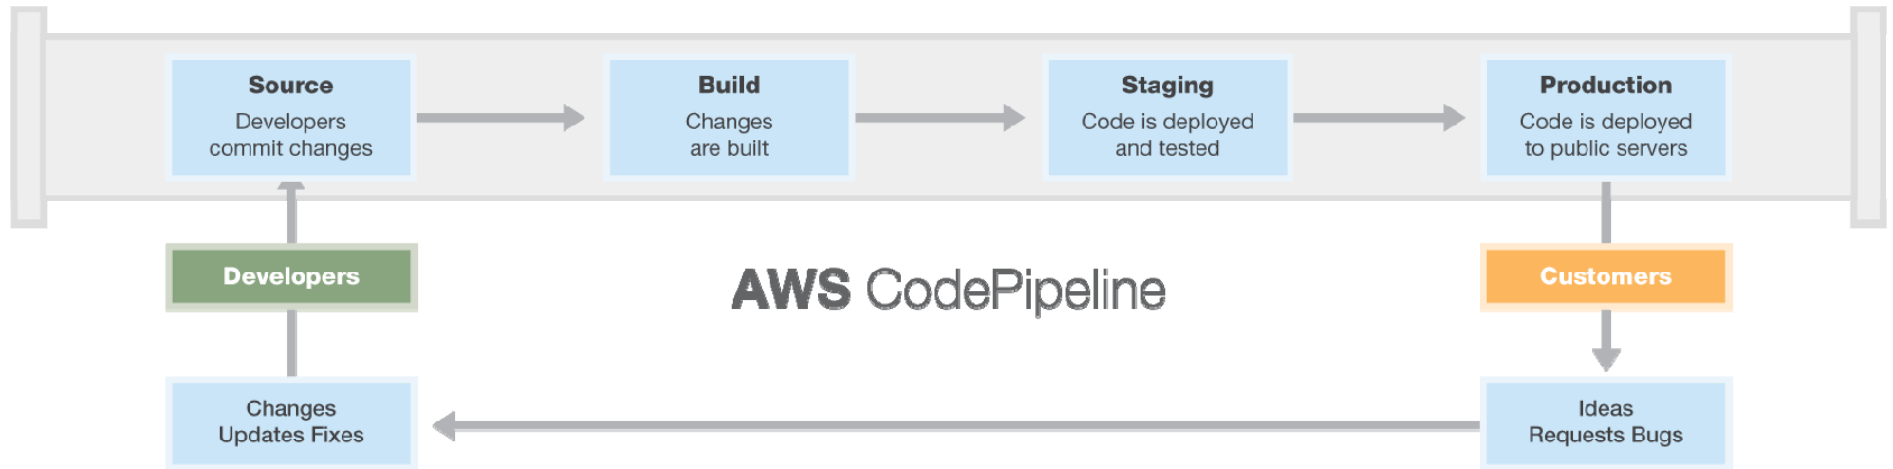 Source
Developers
commit changes
Build
Changes
are built
Staging
Code is deployed
and tested
Production
Code is deployed
to public servers
Developers
AWS CodePipeline
Customers
Changes
Updates Fixes
Ideas
Requests Bugs